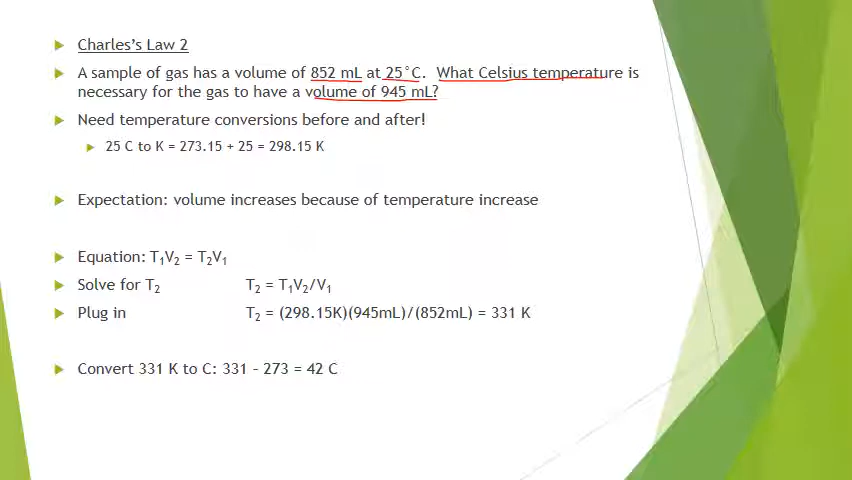 Charles's Law 2
A sample of gas has a volume of 852 mL at 25°C. What Celsius temperature is
necessary for the gas to have a volume of 945 mL?
Need temperature conversions before and after!
25 C to K = 273.15 + 25 = 298.15 K
Expectation: volume increases because of temperature increase
Equation: T₁V₂ = T₂V₁
Solve for T₂ T₂ = T₁V₂/V₁
Plug in T₂ = (298.15K)(945mL)/(852mL) = 331 K
Convert 331 K to C: 331 – 273 = 42 C